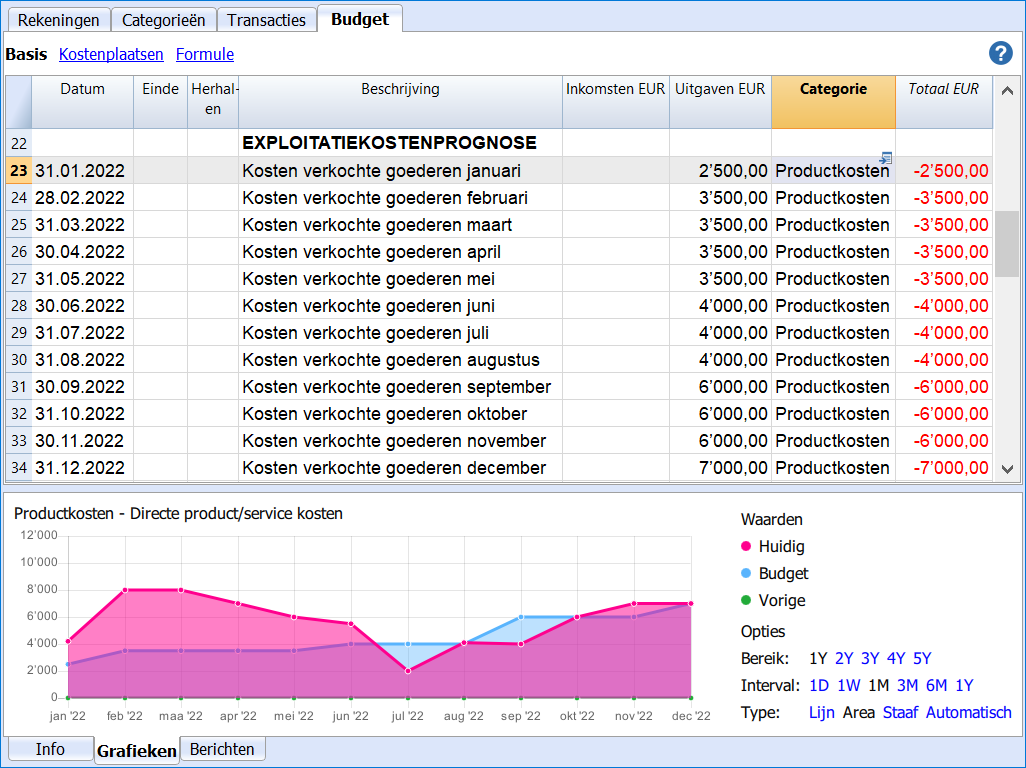 Rekeningen Categorieën Transacties Budget
Basis Kostenplaatsen Formule ?
Datum Einde Herhal- Beschrijving Inkomsten EUR Uitgaven EUR Categorie Totaal EUR
en
22 EXPLOITATIEKOSTENPROGNOSE
23 31.01.2022 Kosten verkochte goederen januari 2’500,00 Productkosten -2’500,00
24 28.02.2022 Kosten verkochte goederen februari 3’500,00 Productkosten -3’500,00
25 31.03.2022 Kosten verkochte goederen maart 3’500,00 Productkosten -3’500,00
26 30.04.2022 Kosten verkochte goederen april 3’500,00 Productkosten -3’500,00
27 31.05.2022 Kosten verkochte goederen mei 3’500,00 Productkosten -3’500,00
28 30.06.2022 Kosten verkochte goederen juni 4’000,00 Productkosten -4’000,00
29 31.07.2022 Kosten verkochte goederen juli 4’000,00 Productkosten -4’000,00
30 31.08.2022 Kosten verkochte goederen augustus 4’000,00 Productkosten -4’000,00
31 30.09.2022 Kosten verkochte goederen september 6’000,00 Productkosten -6’000,00
32 31.10.2022 Kosten verkochte goederen oktober 6’000,00 Productkosten -6’000,00
33 30.11.2022 Kosten verkochte goederen november 6’000,00 Productkosten -6’000,00
34 31.12.2022 Kosten verkochte goederen december 7’000,00 Productkosten -7’000,00
Productkosten - Directe product/service kosten
12'000
10'000
8'000
6'000
4'000
2'000
0
jan '22 feb '22 maa '22 apr '22 mei '22 jun '22 jul '22 aug '22 sep '22 okt '22 nov '22 dec '22
Waarden
Huidig
Budget
Vorige
Opties
Bereik: 1Y 2Y 3Y 4Y 5Y
Interval: 1D 1W 1M 3M 6M 1Y
Type: Lijn Area Staaf Automatisch
Info Grafieken Berichten